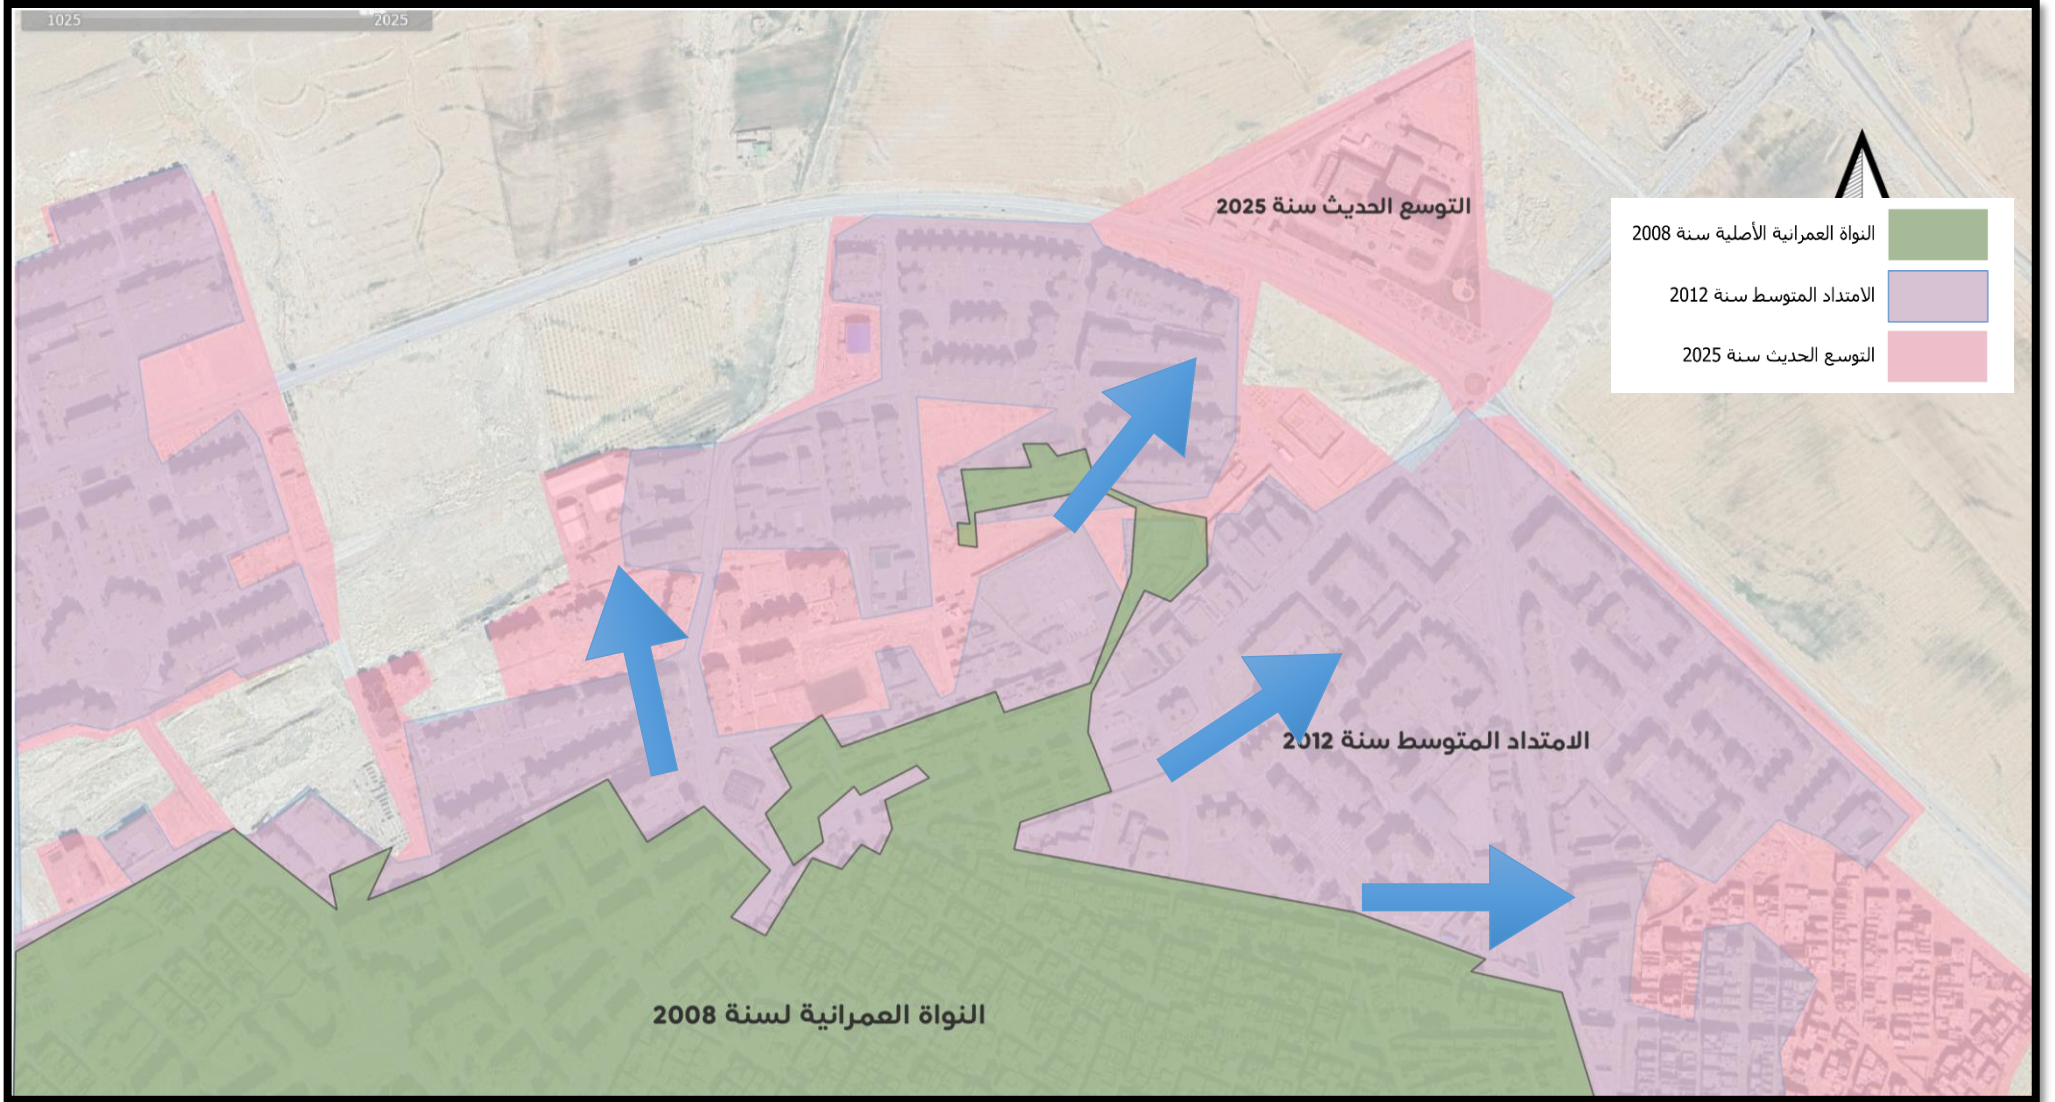 1025 2025
التوسع الحديث سنة 2025
النواة العمرانية الأصلية سنة 2008
الامتداد المتوسط سنة 2012
التوسع الحديث سنة 2025
الامتداد المتوسط سنة 2012
النواة العمرانية لسنة 2008